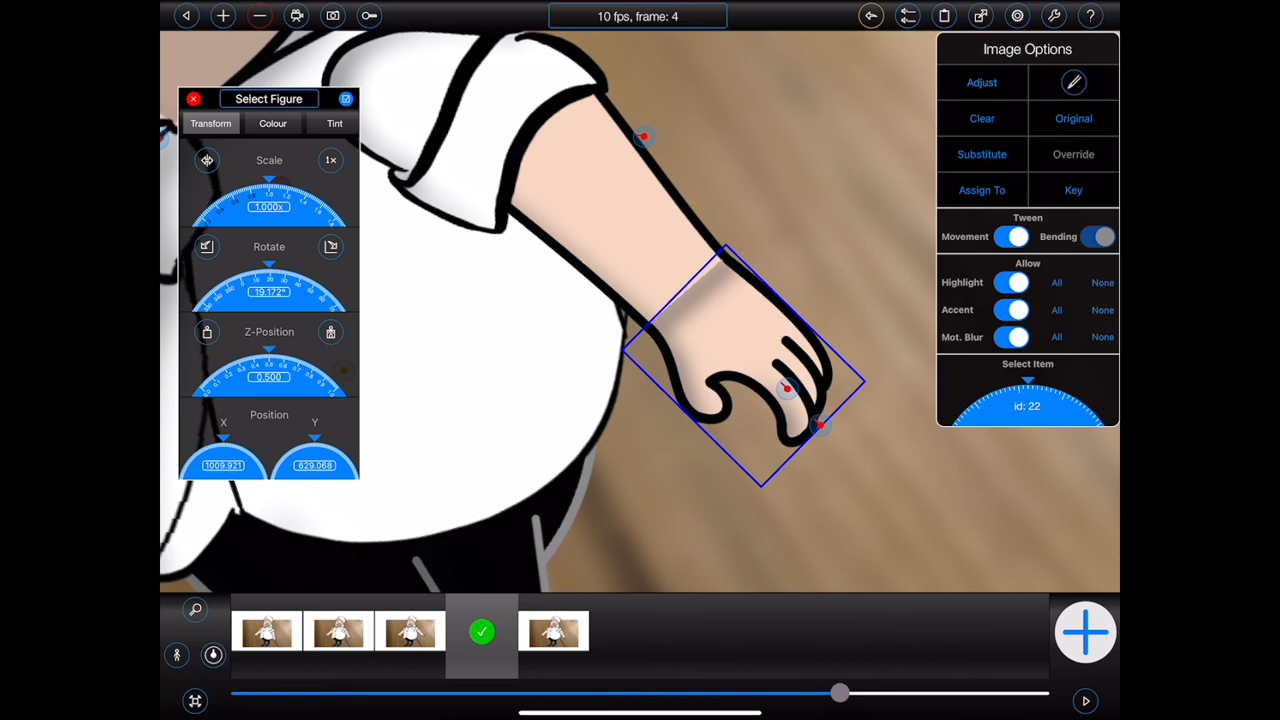 10 fps, frame: 4
?
Select Figure
Transform Colour Tint
Scale
1×
1.000x
Rotate
19.172°
Z-Position
0.500
Position
X Y
1009.921 629.068
Image Options
Adjust
Clear Original
Substitute Override
Assign To Key
Tween
Movement Bending
Allow
Highlight All None
Accent All None
Mot. Blur All None
Select Item
id: 22